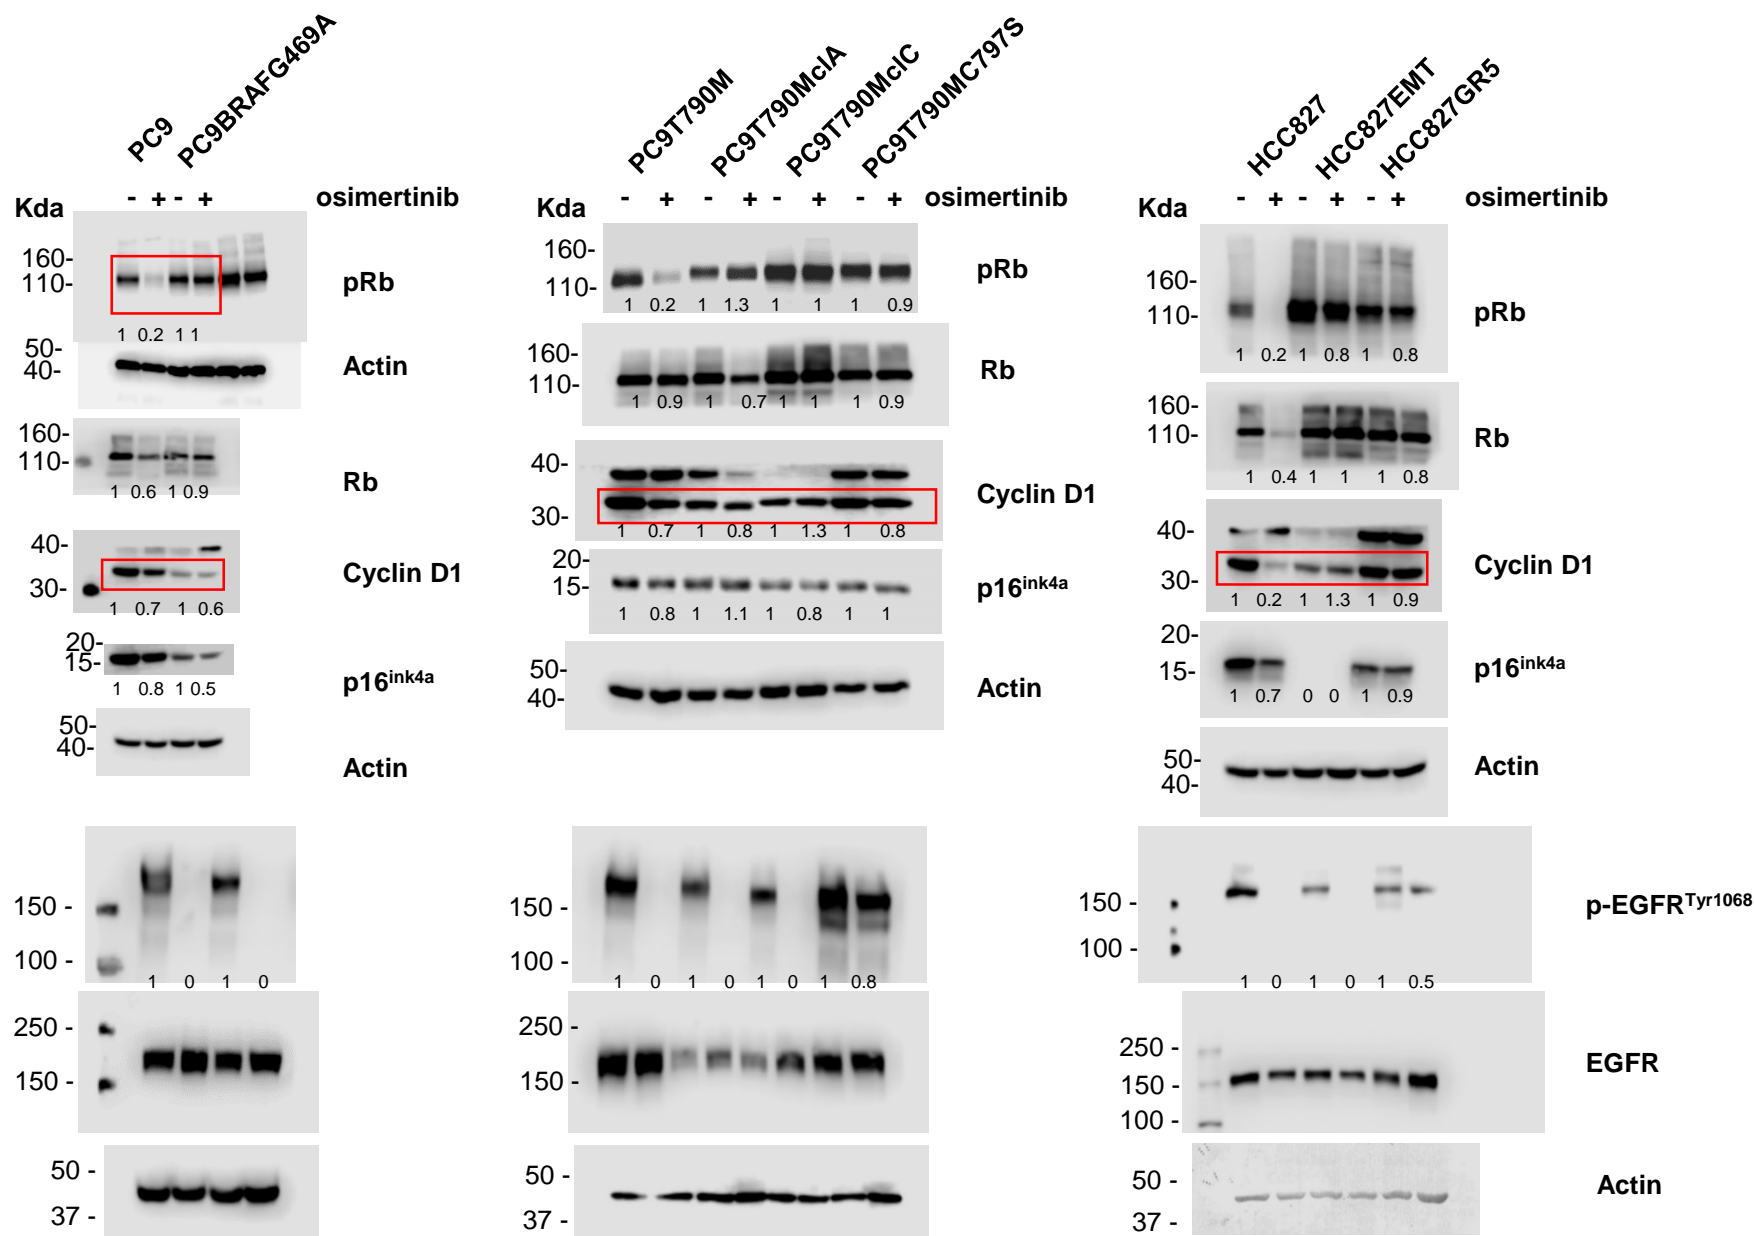 PC9
PC9BRAFG469A
- + - +
osimertinib
Kda
160-
110-
pRb
1 0.2 1 1
50-
40-
Actin
160-
110-
Rb
1 0.6 1 0.9
40-
30-
Cyclin D1
1 0.7 1 0.6
20-
15-
p16ink4a
1 0.8 1 0.5
50-
40-
Actin
150 -
100 -
1 0 1 0
250 -
150 -
50 -
37 -
PC9T790M
PC9T790MclA
PC9T790MclC
PC9T790MC797S
- + - + - + - +
osimertinib
Kda
160-
110-
pRb
1 0.2 1 1.3 1 1 1 0.9
160-
110-
Rb
1 0.9 1 0.7 1 1 1 0.9
40-
30-
Cyclin D1
1 0.7 1 0.8 1 1.3 1 0.8
20-
15-
p16ink4a
1 0.8 1 1.1 1 0.8 1 1
50-
40-
Actin
150 -
100 -
1 0 1 0 1 0 1 0.8
250 -
150 -
50 -
37 -
HCC827
HCC827EMT
HCC827GR5
- + - + - +
osimertinib
Kda
160-
110-
pRb
1 0.2 1 0.8 1 0.8
160-
110-
Rb
1 0.4 1 1 1 0.8
40-
30-
Cyclin D1
1 0.2 1 1.3 1 0.9
20-
15-
p16ink4a
1 0.7 0 0 1 0.9
50-
40-
Actin
150 -
100 -
p-EGFRTyr1068
1 0 1 0 1 0.5
250 -
150 -
100 -
EGFR
50 -
37 -
Actin